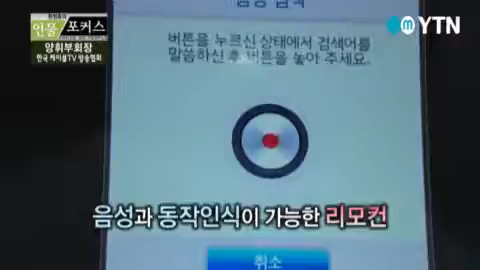 인물 포커스
양휘부회장
한국 케이블TV 방송협회
YTN
음성 검색
버튼을 누르신 상태에서 검색어를
말씀하신 후 버튼을 놓아 주세요.
음성과 동작인식이 가능한 리모컨
취소